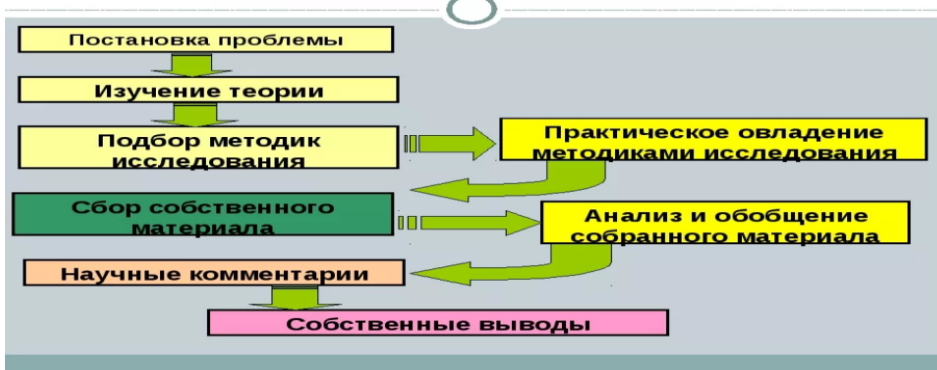 Постановка проблемы
Изучение теории
Подбор методик
исследования
Практическое овладение
методиками исследования
Сбор собственного
материала
Анализ и обобщение
собранного материала
Научные комментарии
Собственные выводы